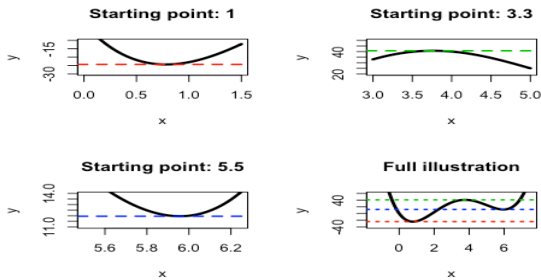 Starting point: 1
y
-15
-30
0.0 0.5 1.0 1.5
x
Starting point: 3.3
y
40
20
3.0 3.5 4.0 4.5 5.0
x
Starting point: 5.5
y
14.0
11.0
5.6 5.8 6.0 6.2
x
Full illustration
y
40
-40
0 2 4 6
x